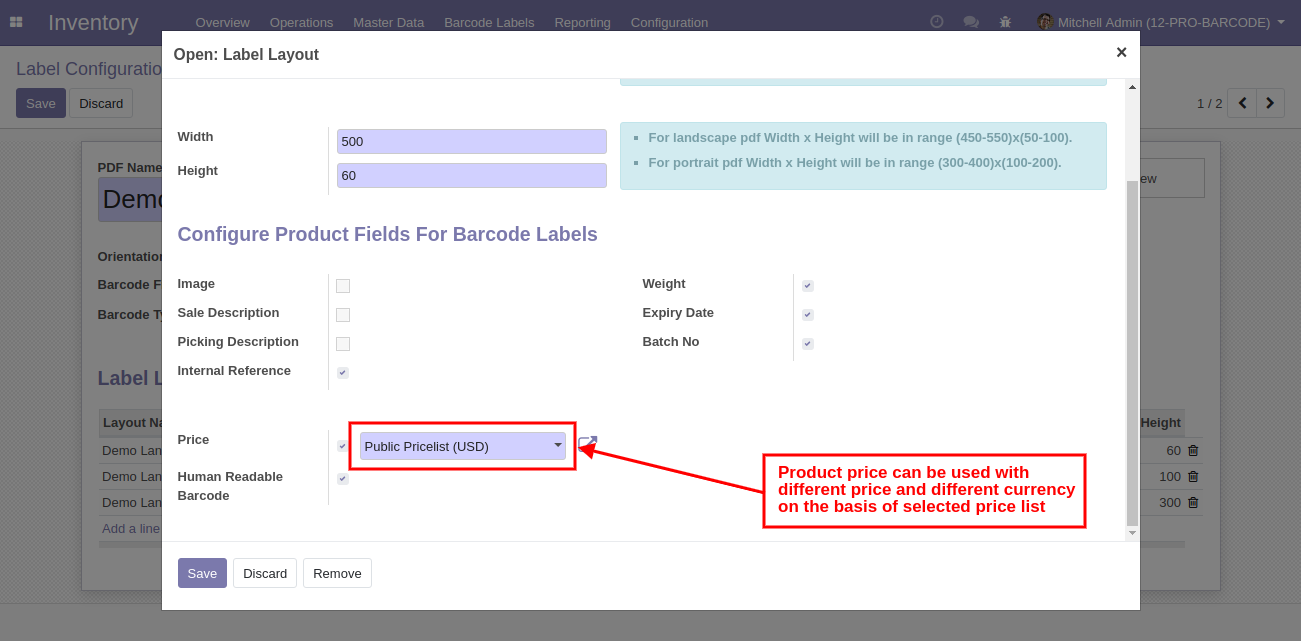 Inventory
Overview
Operations
Master Data
Barcode Labels
Reporting
Configuration
Mitchell Admin (12-PRO-BARCODE)
Label Configuratio
Save
Discard
1 / 2
Open: Label Layout
×
Width
500
Height
60
For landscape pdf Width x Height will be in range (450-550)x(50-100).
For portrait pdf Width x Height will be in range (300-400)x(100-200).
PDF Name
Demo
ew
Orientation
Barcode F
Barcode Ty
Configure Product Fields For Barcode Labels
Image
Sale Description
Picking Description
Internal Reference
Weight
Expiry Date
Batch No
Label L
Layout Na
Height
Demo Lan
60
Demo Lan
100
Demo Lan
300
Add a line
Price
Public Pricelist (USD)
Human Readable
Barcode
Product price can be used with
different price and different currency
on the basis of selected price list
Save
Discard
Remove